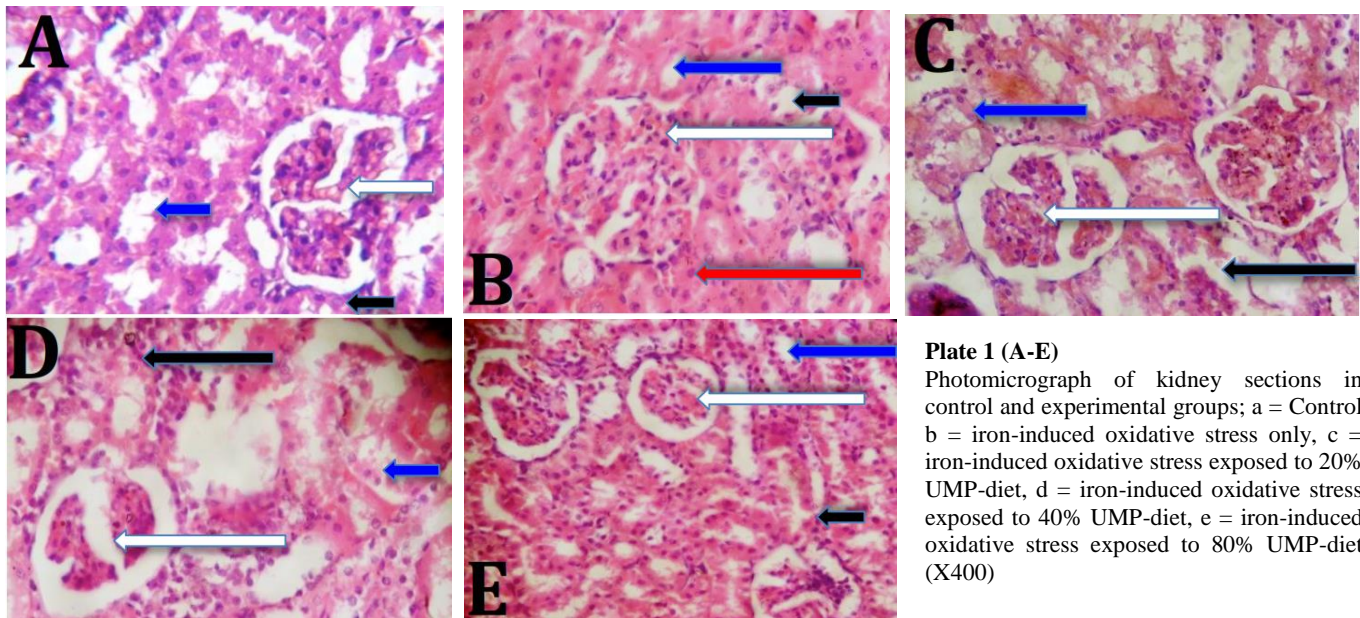 A
B
C
D
E
Plate 1 (A-E)
Photomicrograph of kidney sections in
control and experimental groups; a = Control
b = iron-induced oxidative stress only, c =
iron-induced oxidative stress exposed to 20%
UMP-diet, d = iron-induced oxidative stress
exposed to 40% UMP-diet, e = iron-induced
oxidative stress exposed to 80% UMP-diet
(X400)